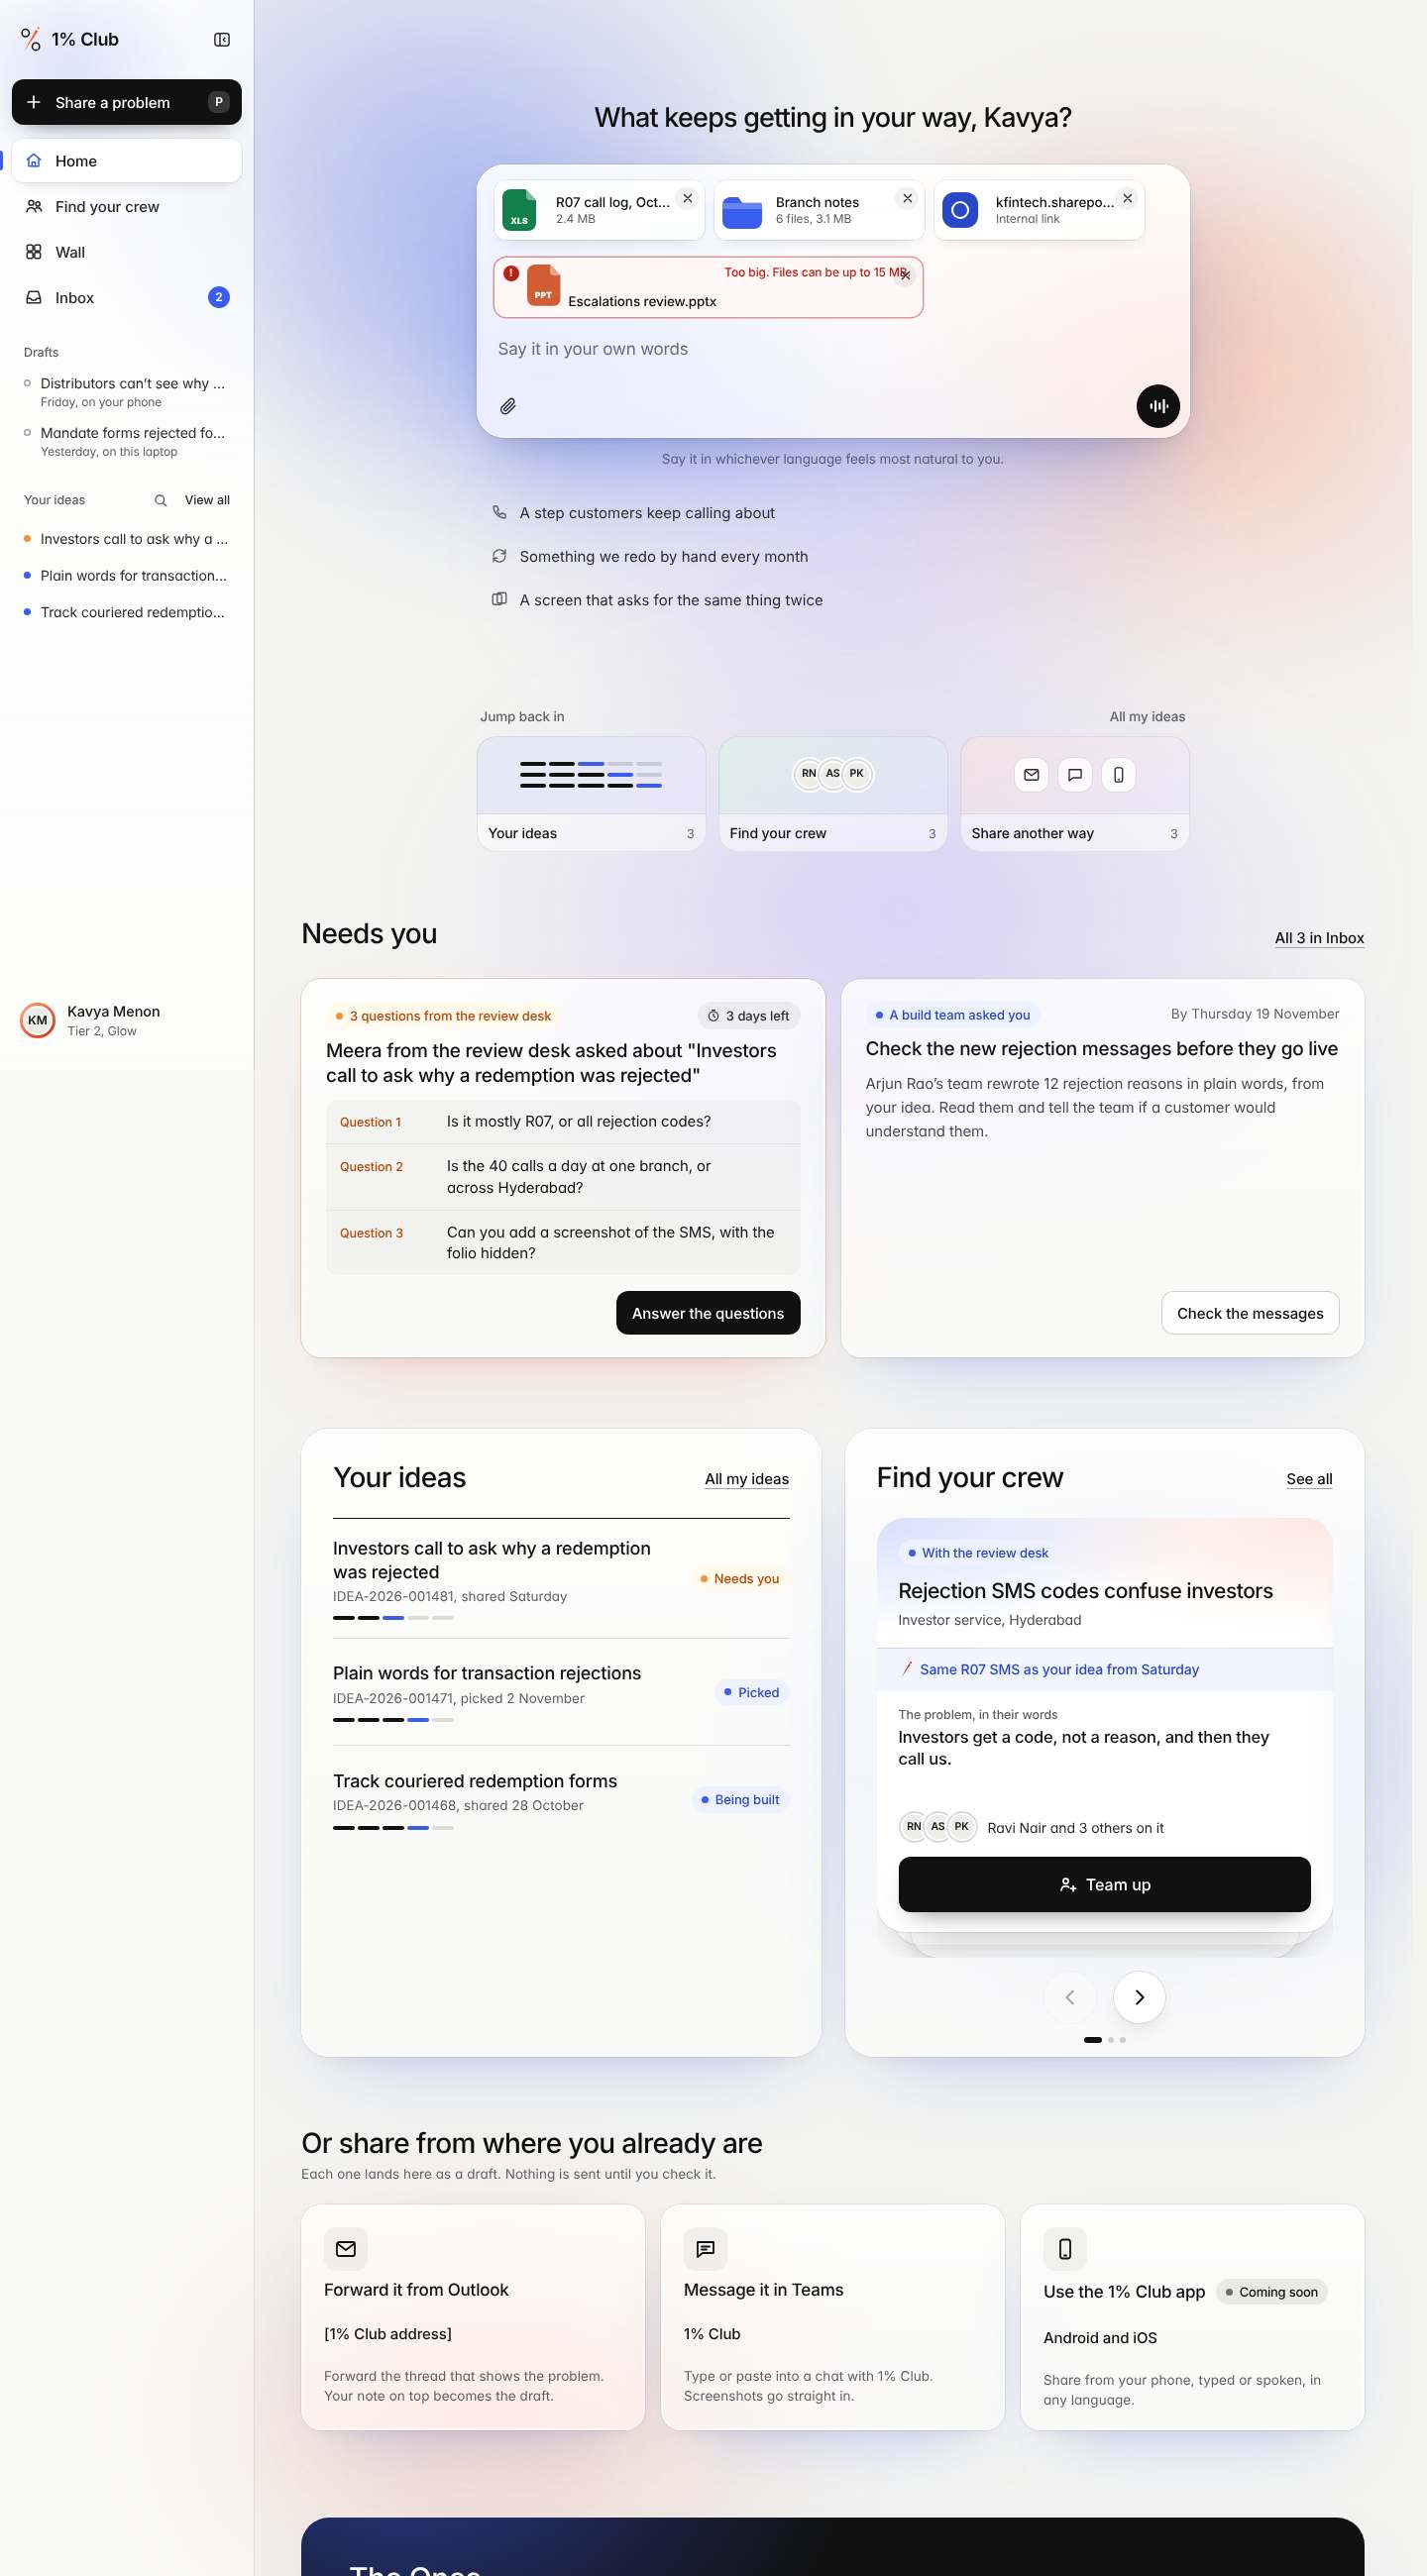 1% Club
Share a problem
P
Home
Find your crew
Wall
Inbox
2
Drafts
Distributors can’t see why ...
Friday, on your phone
Mandate forms rejected fo...
Yesterday, on this laptop
Your ideas
View all
Investors call to ask why a ...
Plain words for transaction...
Track couriered redemptio...
KM
Kavya Menon
Tier 2, Glow
What keeps getting in your way, Kavya?
XLS
R07 call log, Oct...
2.4 MB
Branch notes
6 files, 3.1 MB
kfintech.sharepo...
Internal link
PPT
Too big. Files can be up to 15 MB
Escalations review.pptx
Say it in your own words
Say it in whichever language feels most natural to you.
A step customers keep calling about
Something we redo by hand every month
A screen that asks for the same thing twice
Jump back in
All my ideas
RN AS PK
Your ideas 3
Find your crew 3
Share another way 3
Needs you
All 3 in Inbox
3 questions from the review desk
3 days left
Meera from the review desk asked about "Investors
call to ask why a redemption was rejected"
Question 1 Is it mostly R07, or all rejection codes?
Question 2 Is the 40 calls a day at one branch, or
across Hyderabad?
Question 3 Can you add a screenshot of the SMS, with the
folio hidden?
Answer the questions
A build team asked you
By Thursday 19 November
Check the new rejection messages before they go live
Arjun Rao’s team rewrote 12 rejection reasons in plain words, from
your idea. Read them and tell the team if a customer would
understand them.
Check the messages
Your ideas
All my ideas
Investors call to ask why a redemption
was rejected
IDEA-2026-001481, shared Saturday
Needs you
Plain words for transaction rejections
IDEA-2026-001471, picked 2 November
Picked
Track couriered redemption forms
IDEA-2026-001468, shared 28 October
Being built
Find your crew
See all
With the review desk
Rejection SMS codes confuse investors
Investor service, Hyderabad
Same R07 SMS as your idea from Saturday
The problem, in their words
Investors get a code, not a reason, and then they
call us.
RN AS PK
Ravi Nair and 3 others on it
Team up
Or share from where you already are
Each one lands here as a draft. Nothing is sent until you check it.
Forward it from Outlook
[1% Club address]
Forward the thread that shows the problem.
Your note on top becomes the draft.
Message it in Teams
1% Club
Type or paste into a chat with 1% Club.
Screenshots go straight in.
Use the 1% Club app
Coming soon
Android and iOS
Share from your phone, typed or spoken, in
any language.
The Ones